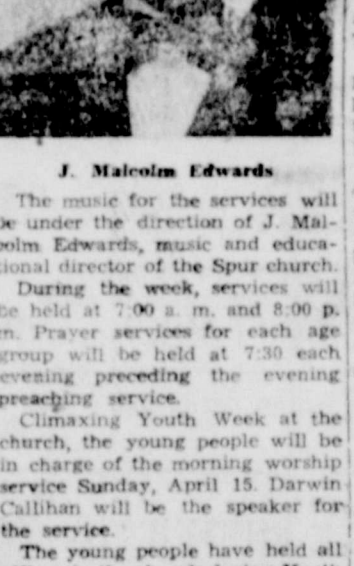 J. Malcolm Edwards
The music for the services will
be under the direction of J. Mal-
colm Edwards, music and educa-
tional director of the Spur church.
During the week, services will
be held at 7:00 a. m. and 8:00 p.
m. Prayer services for each age
group will be held at 7:30 each
evening preceding the evening
preaching service.
Climaxing Youth Week at the
church, the young people will be
in charge of the morning worship
service Sunday, April 15. Darwin
Callihan will be the speaker for
the service.
The young people have held all